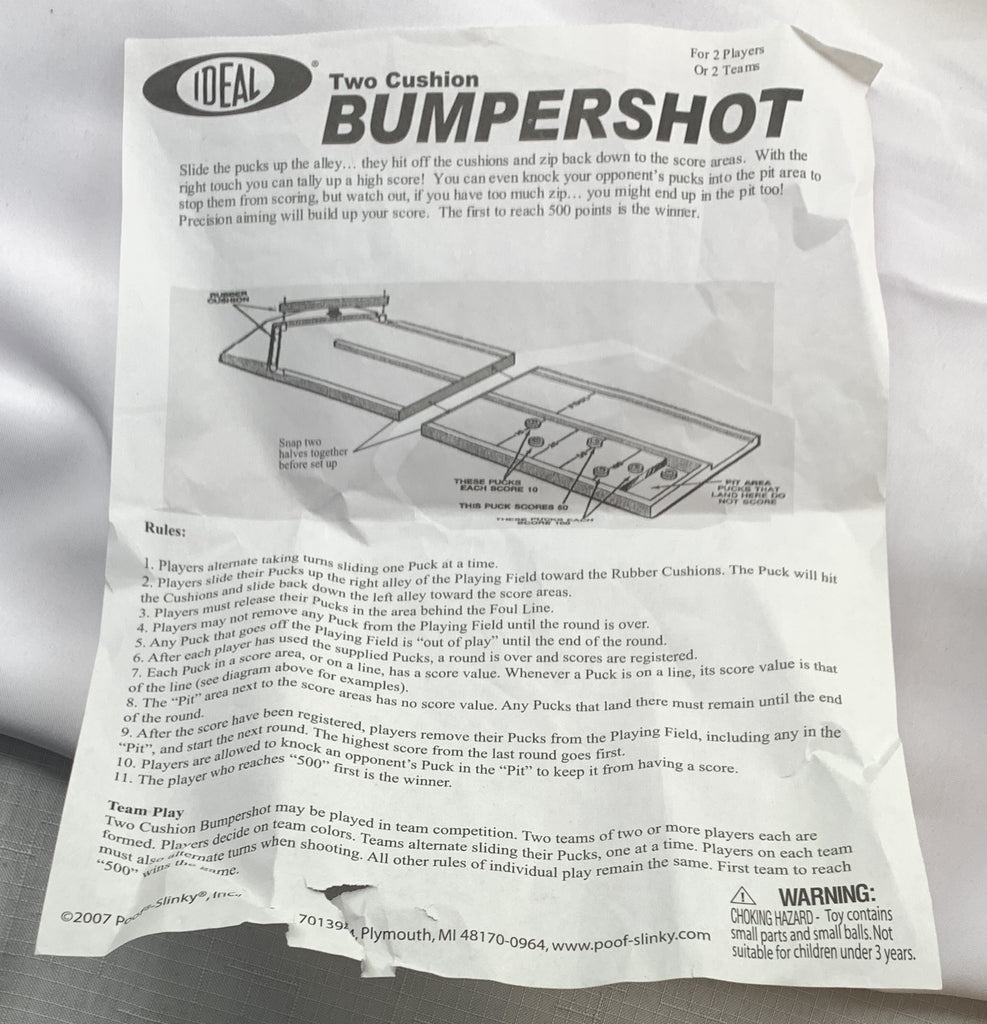 IDEAL®
For 2 Players
Or 2 Teams
Two Cushion
BUMPERSHOT
Slide the pucks up the alley… they hit off the cushions and zip back down to the score areas. With the
right touch you can tally up a high score! You can even knock your opponent's pucks into the pit area to
stop them from scoring, but watch out, if you have too much zip… you might end up in the pit too!
Precision aiming will build up your score. The first to reach 500 points is the winner.
RUBBER
CUSHION
Snap two
halves together
before set up
THESE PUCKS
EACH SCORE 10
THIS PUCK SCORES 50
THESE PUCKS EACH
SCORE 100
PIT AREA
PUCKS THAT
LAND HERE DO
NOT SCORE
Rules:
1. Players alternate taking turns sliding one Puck at a time.
2. Players slide their Pucks up the right alley of the Playing Field toward the Rubber Cushions. The Puck will hit
the Cushions and slide back down the left alley toward the score areas.
3. Players must release their Pucks in the area behind the Foul Line.
4. Players may not remove any Puck from the Playing Field until the round is over.
5. Any Puck that goes off the Playing Field is “out of play” until the end of the round.
6. After each player has used the supplied Pucks, a round is over and scores are registered.
7. Each Puck in a score area, or on a line, has a score value. Whenever a Puck is on a line, its score value is that
of the line (see diagram above for examples).
8. The “Pit” area next to the score areas has no score value. Any Pucks that land there must remain until the end
of the round.
9. After the score have been registered, players remove their Pucks from the Playing Field, including any in the
“Pit”, and start the next round. The highest score from the last round goes first.
10. Players are allowed to knock an opponent's Puck in the “Pit” to keep it from having a score.
11. The player who reaches “500” first is the winner.
Team Play
Two Cushion Bumpershot may be played in team competition. Two teams of two or more players each are
formed. Players decide on team colors. Teams alternate sliding their Pucks, one at a time. Players on each team
must also alternate turns when shooting. All other rules of individual play remain the same. First team to reach
“500” wins the game.
©2007 Poof-Slinky®, Inc., 701394, Plymouth, MI 48170-0964, www.poof-slinky.com
WARNING:
CHOKING HAZARD - Toy contains
small parts and small balls. Not
suitable for children under 3 years.